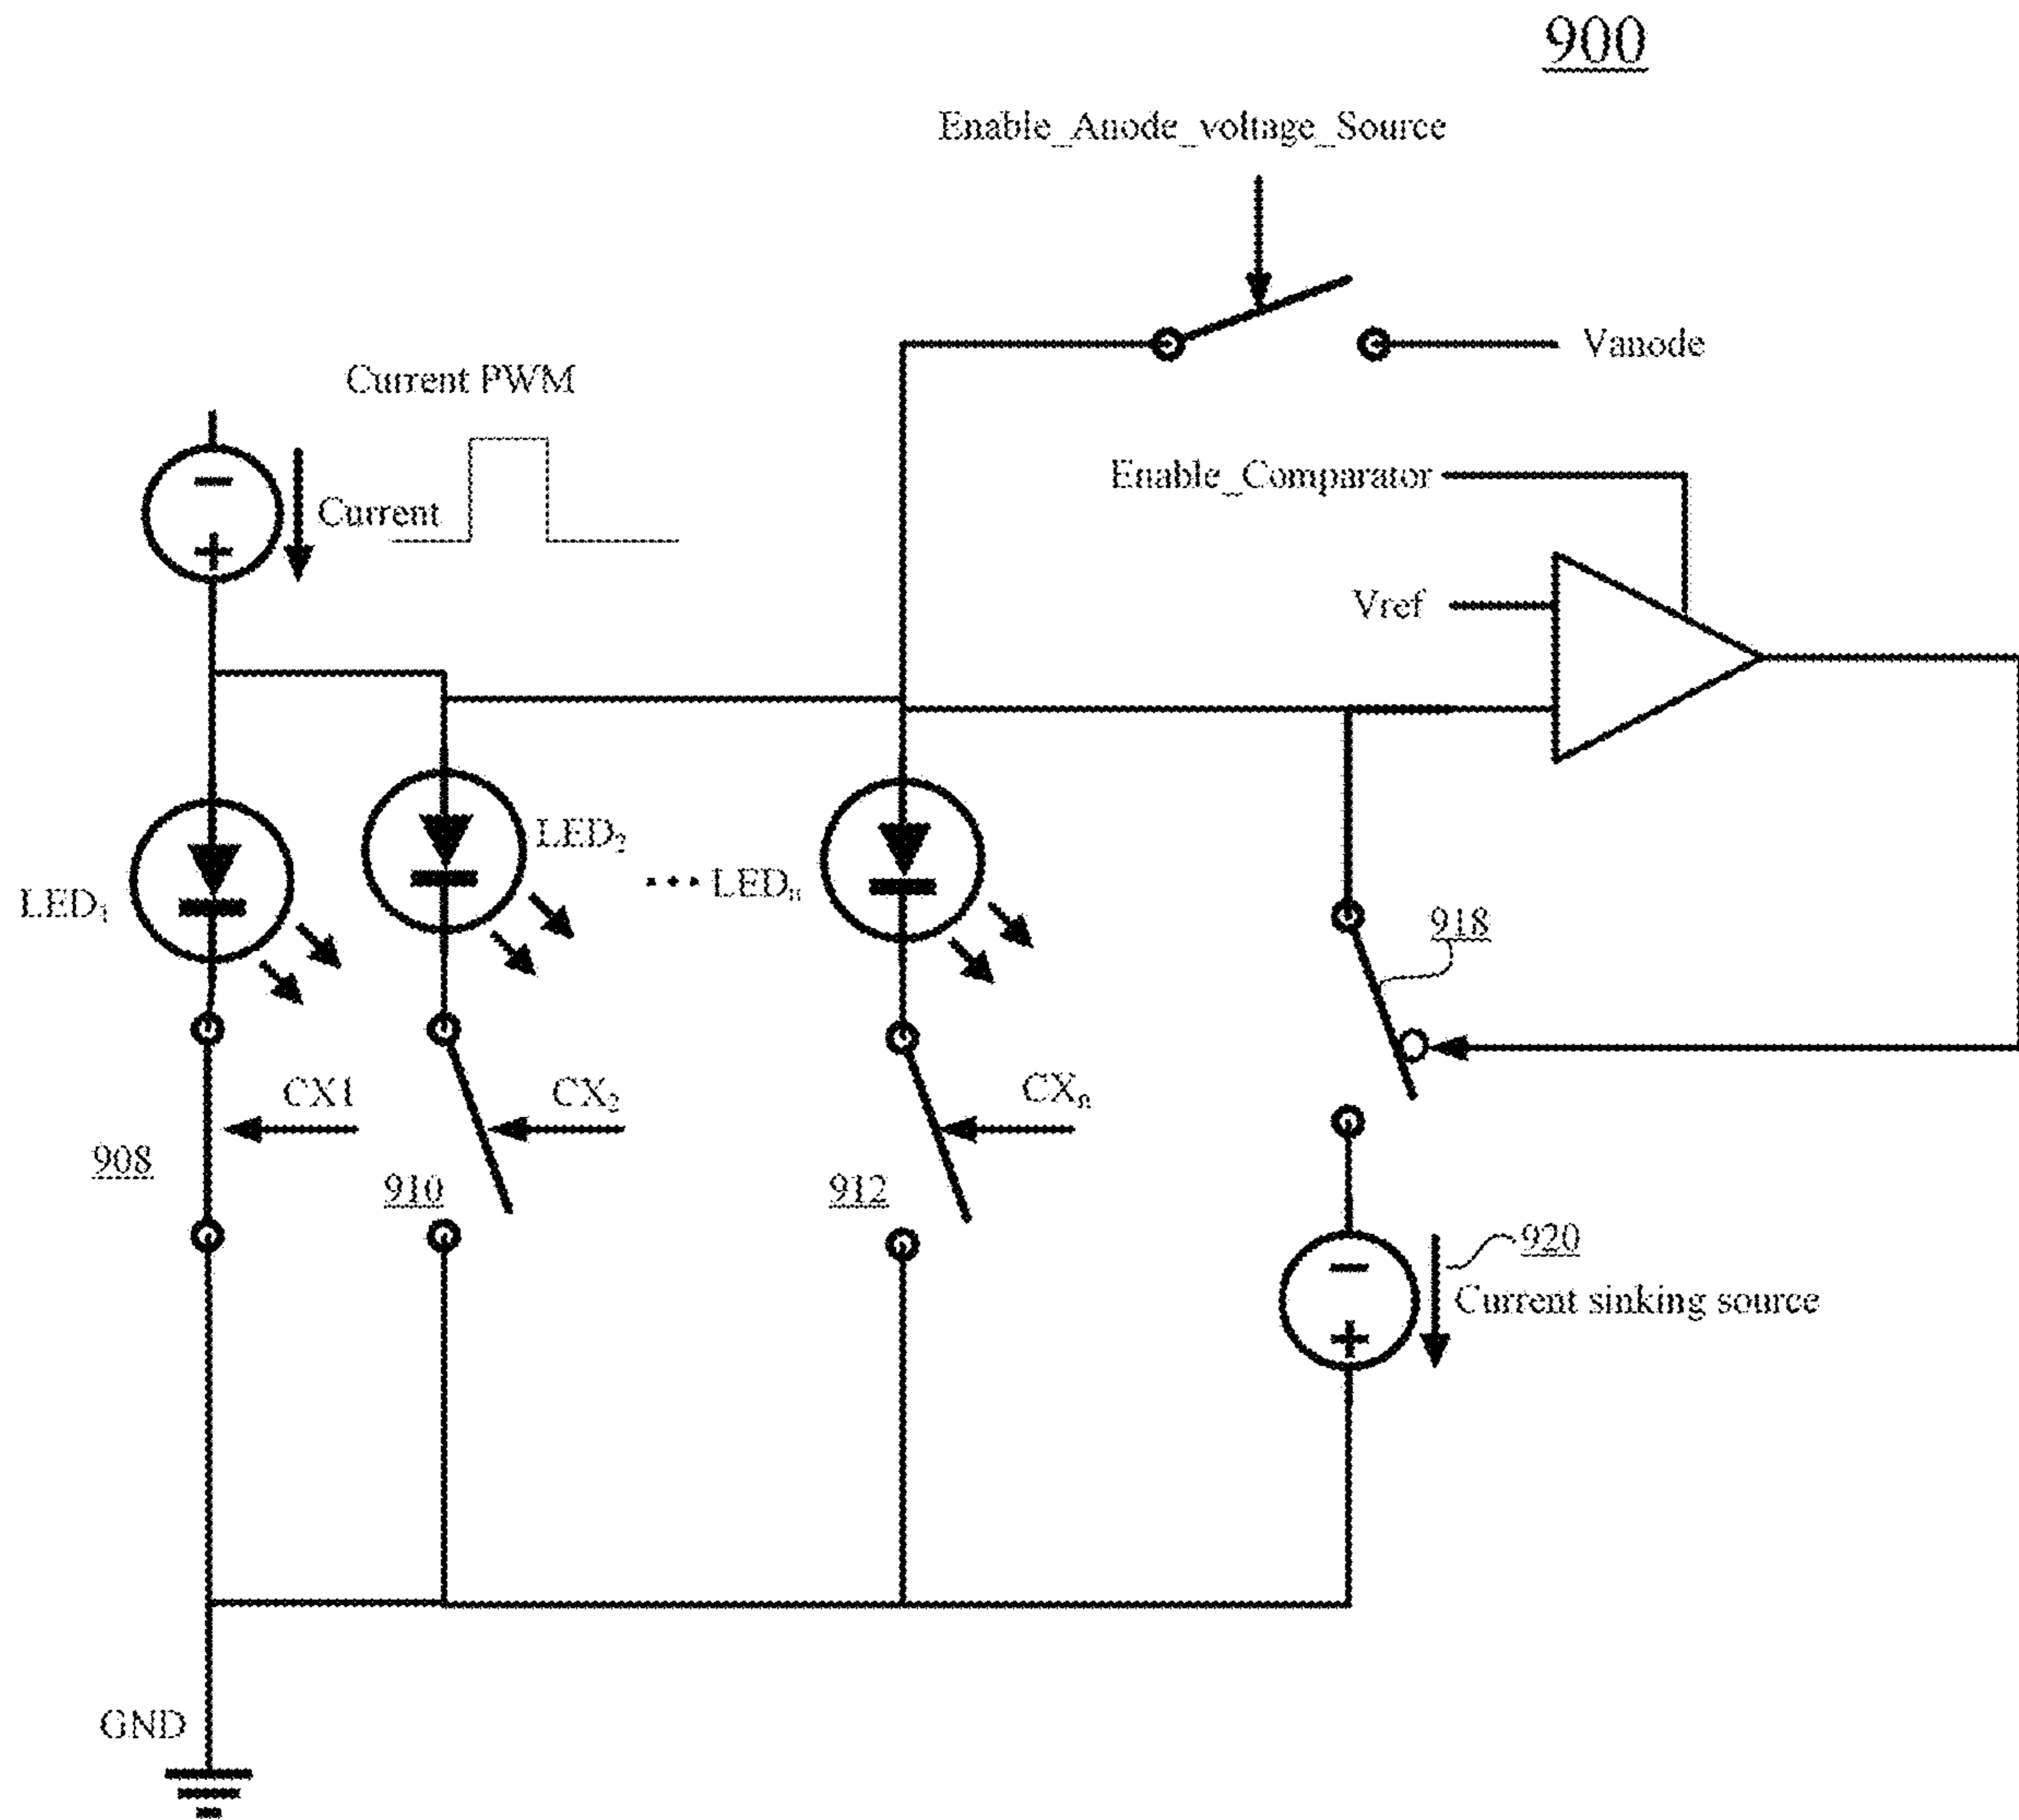 900
Enable_Anode_voltage_Source
Vanode
Current PWM
Enable_Comparator
Current
Vref
LED₂
LED₁
... LEDₙ
918
CX1
CX₂
CXₙ
908
910
912
920
Current sinking source
GND